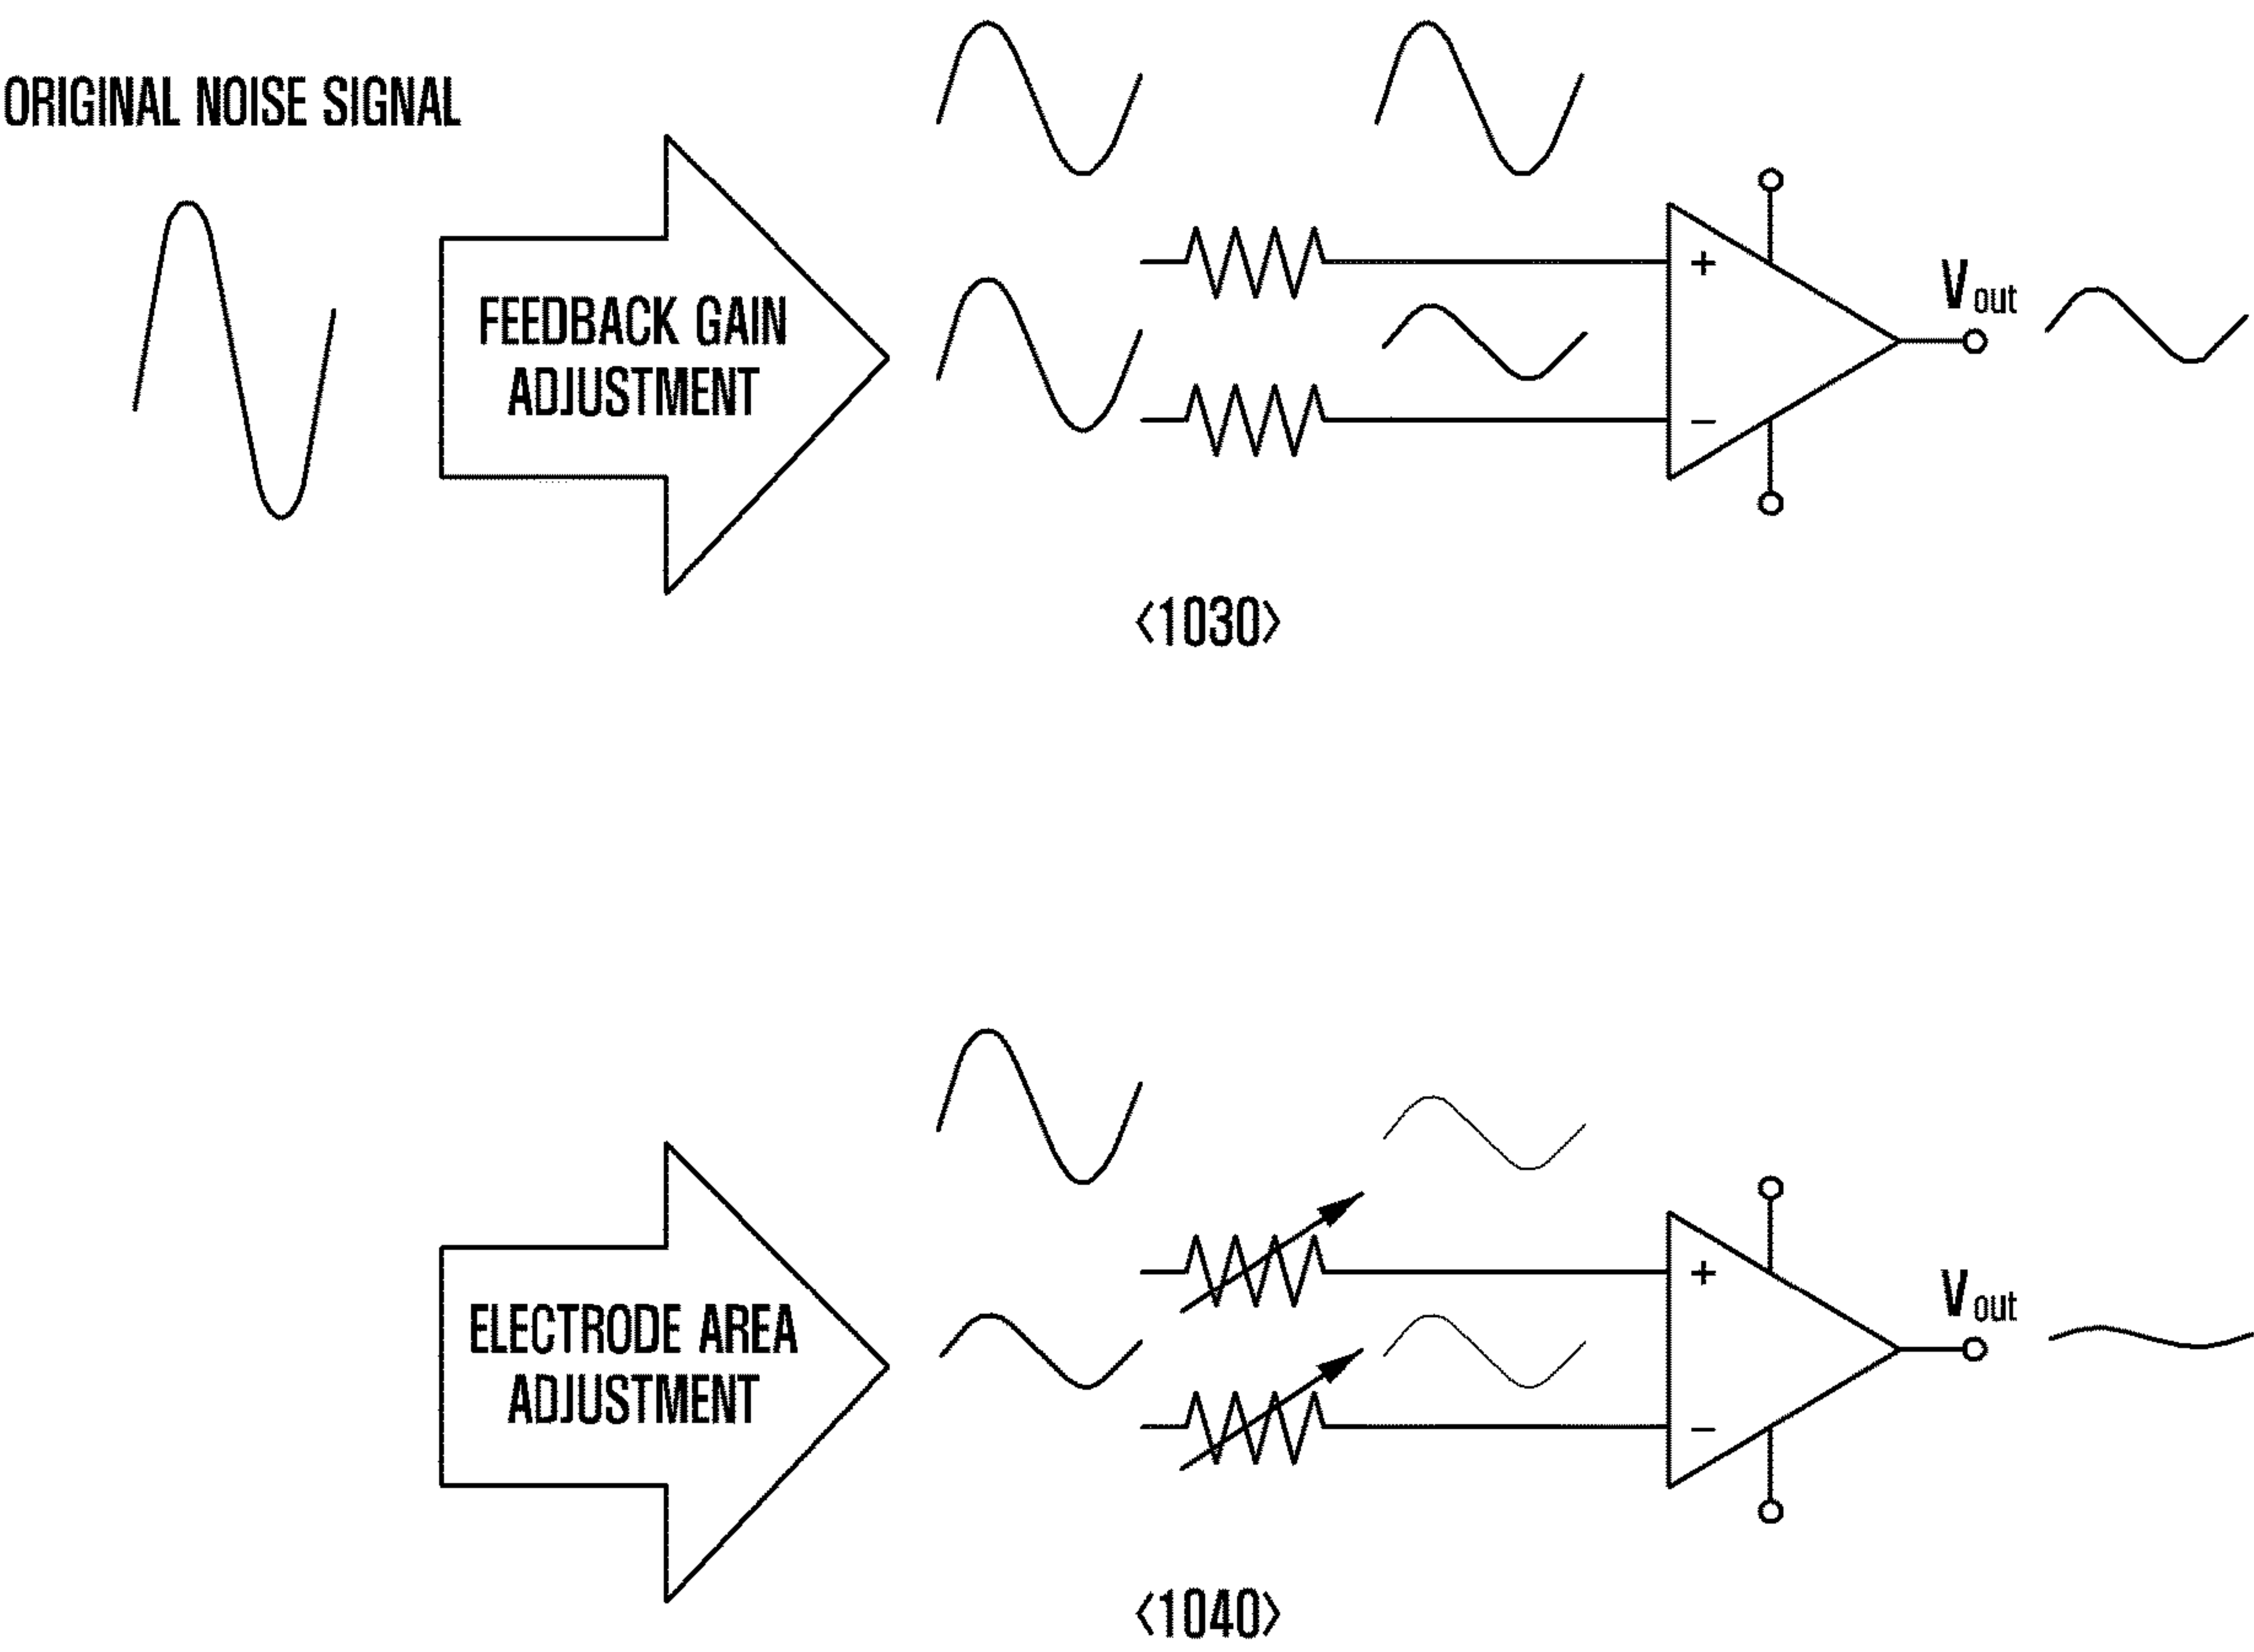 ORIGINAL NOISE SIGNAL
FEEDBACK GAIN
ADJUSTMENT
+
−
Vout
〈1030〉
ELECTRODE AREA
ADJUSTMENT
+
−
Vout
〈1040〉